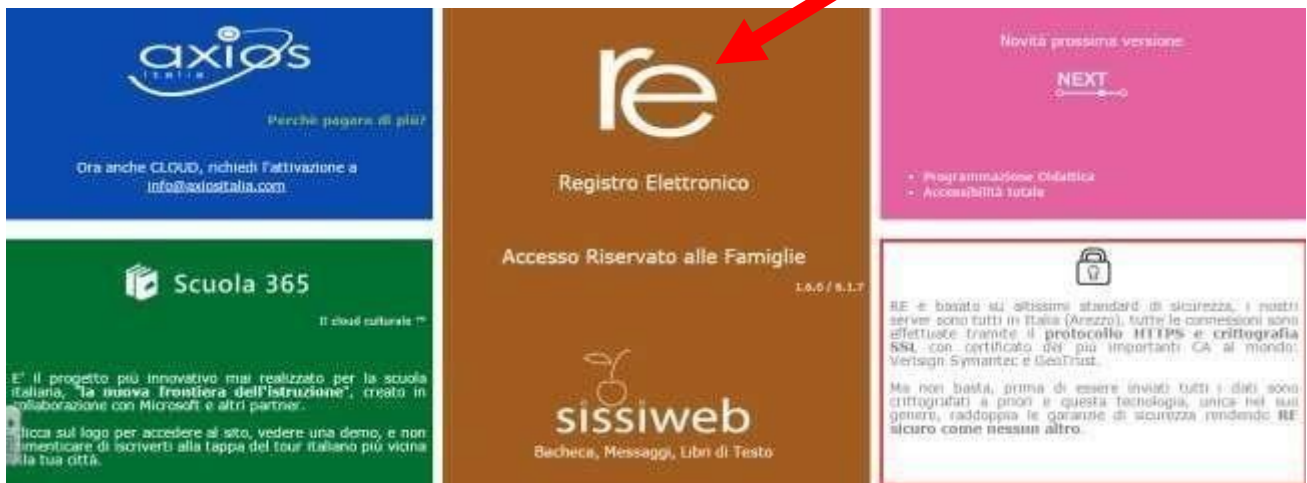 axios
italia
Perchè pagare di più?
Ora anche CLOUD, richiedi l'attivazione a
info@axiositalia.com
Scuola 365
Il cloud culturale ™
E' il progetto più innovativo mai realizzato per la scuola
italiana, "la nuova frontiera dell'istruzione", creato in
collaborazione con Microsoft e altri partner.
Clicca sul logo per accedere al sito, vedere una demo, e non
dimenticare di iscriverti alla tappa del tour italiano più vicina
alla tua città.
re
Registro Elettronico
Accesso Riservato alle Famiglie
1.6.0 / 6.1.7
sissiweb
Bacheca, Messaggi, Libri di Testo
Novità prossima versione
NEXT
• Programmazione Didattica
• Accessibilità totale
RE è basato su altissimi standard di sicurezza, i nostri
server sono tutti in Italia (Arezzo), tutte le connessioni sono
effettuate tramite il protocollo HTTPS e crittografia
SSL con certificato dei più importanti CA al mondo:
Verisign Symantec e GeoTrust.
Ma non basta, prima di essere inviati tutti i dati sono
crittografati a priori e questa tecnologia, unica nel suo
genere, raddoppia le garanzie di sicurezza rendendo RE
sicuro come nessun altro.